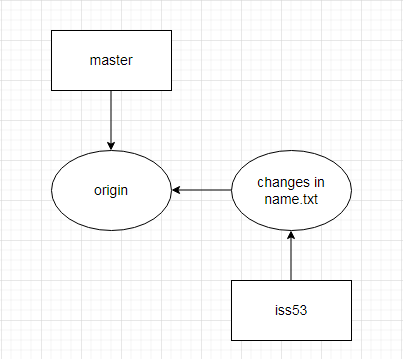 master
origin
changes in
name.txt
iss53